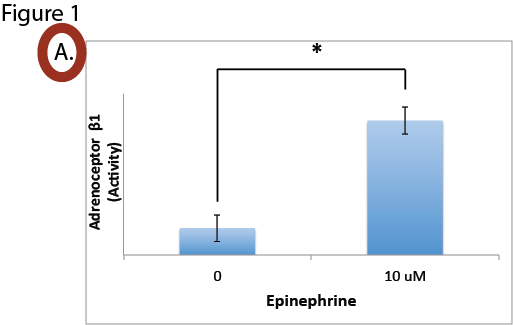 Figure 1
A.
*
Adrenoceptor β1
(Activity)
0
10 uM
Epinephrine